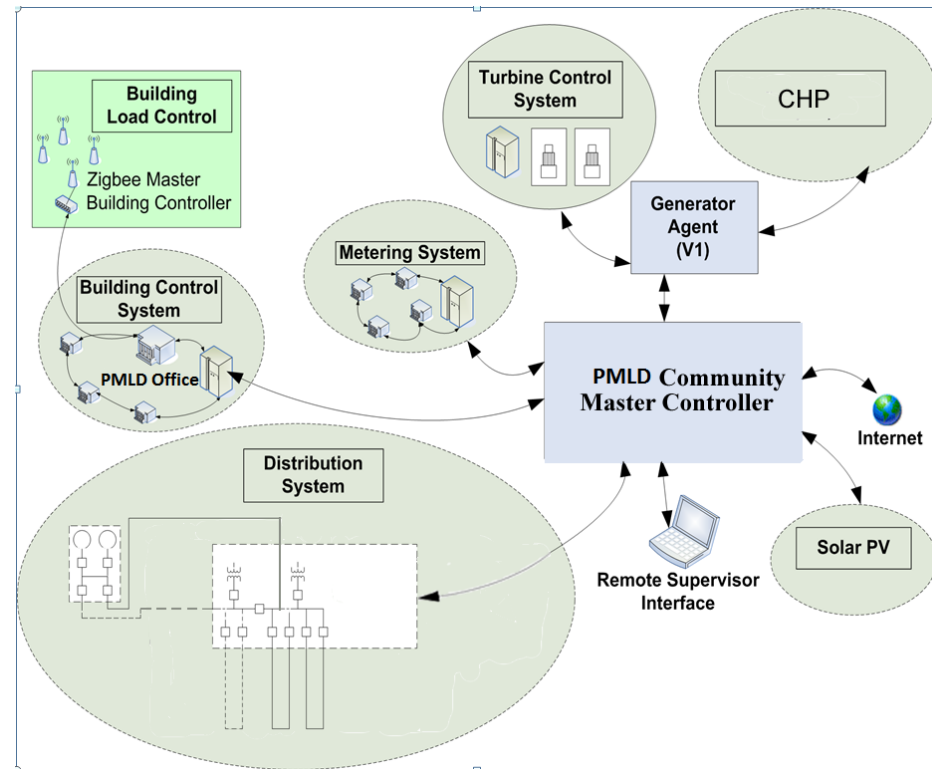 Building
Load Control
Zigbee Master
Building Controller
Turbine Control
System
CHP
Generator
Agent
(V1)
Metering System
Building Control
System
PMLD Office
PMLD Community
Master Controller
Internet
Distribution
System
Solar PV
Remote Supervisor
Interface